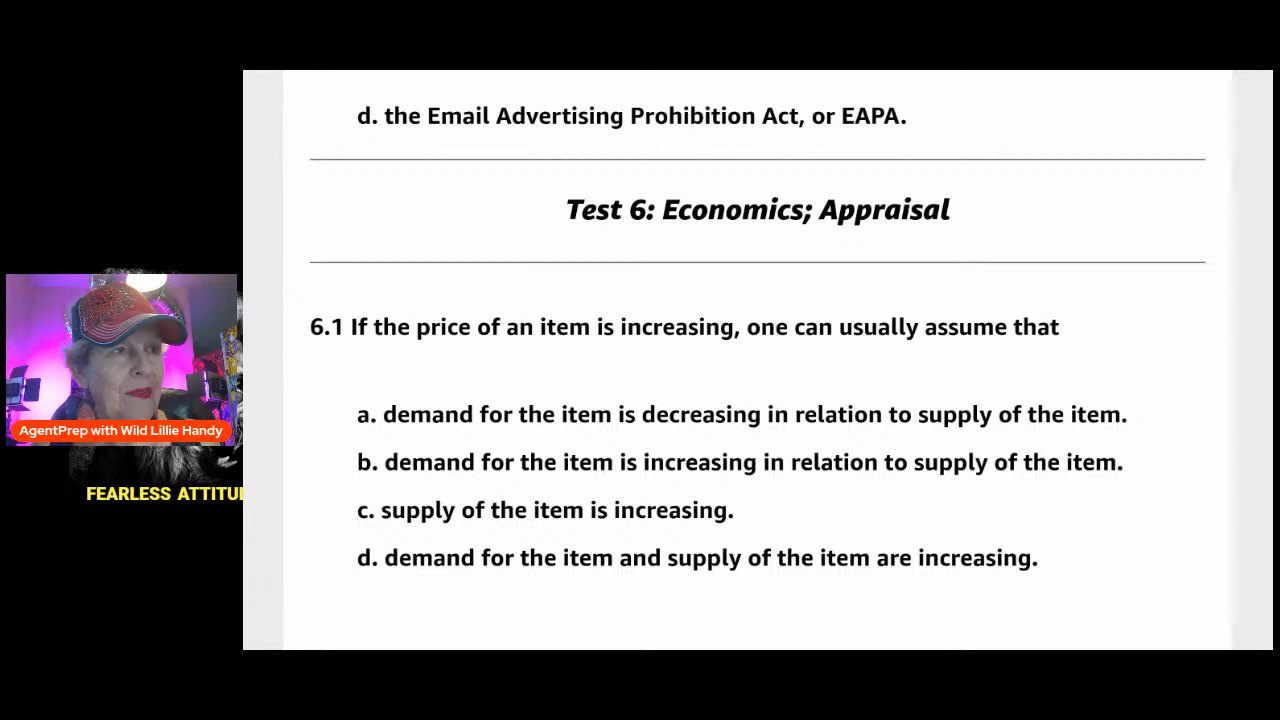 d. the Email Advertising Prohibition Act, or EAPA.
Test 6: Economics; Appraisal
6.1 If the price of an item is increasing, one can usually assume that
a. demand for the item is decreasing in relation to supply of the item.
b. demand for the item is increasing in relation to supply of the item.
c. supply of the item is increasing.
d. demand for the item and supply of the item are increasing.
AgentPrep with Wild Lillie Handy
FEARLESS ATTITU